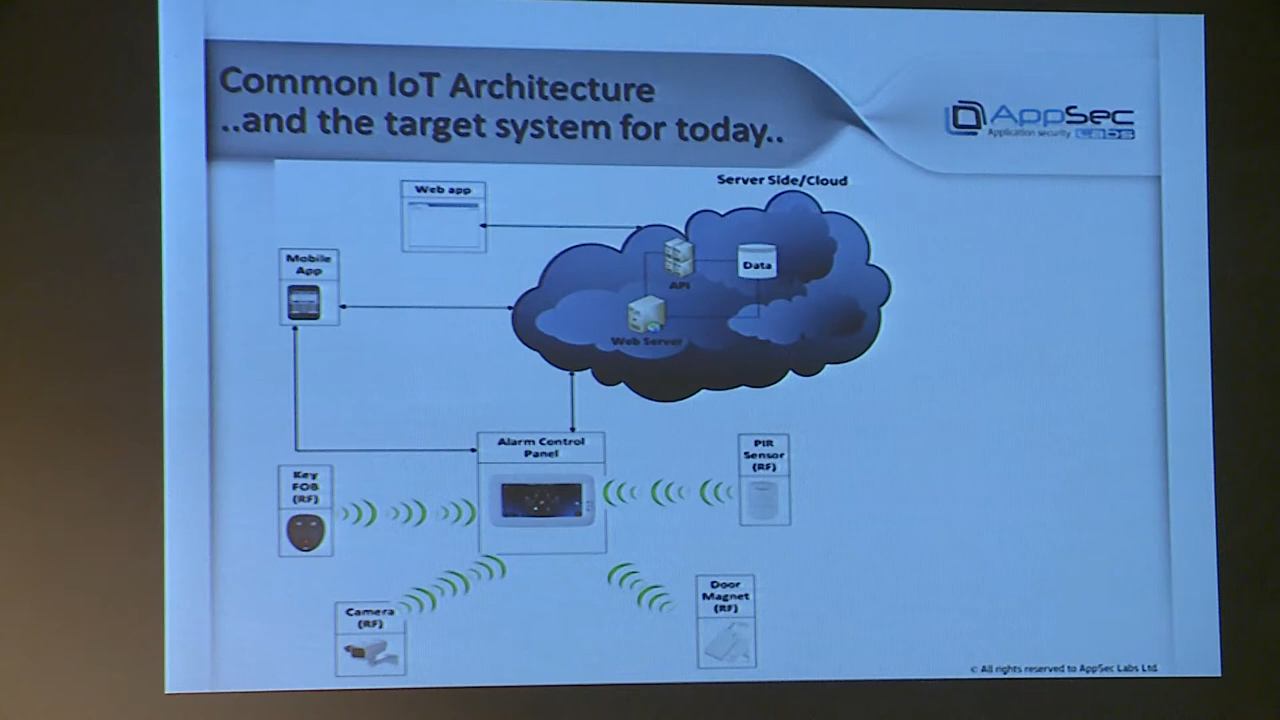 Common IoT Architecture
..and the target system for today..
AppSec
Application security LABS
Server Side/Cloud
Web app
Mobile
App
API
Data
Web Server
Alarm Control
Panel
PIR
Sensor
(RF)
Key
FOB
(RF)
Door
Magnet
(RF)
Camera
(RF)
© All rights reserved to AppSec Labs Ltd.